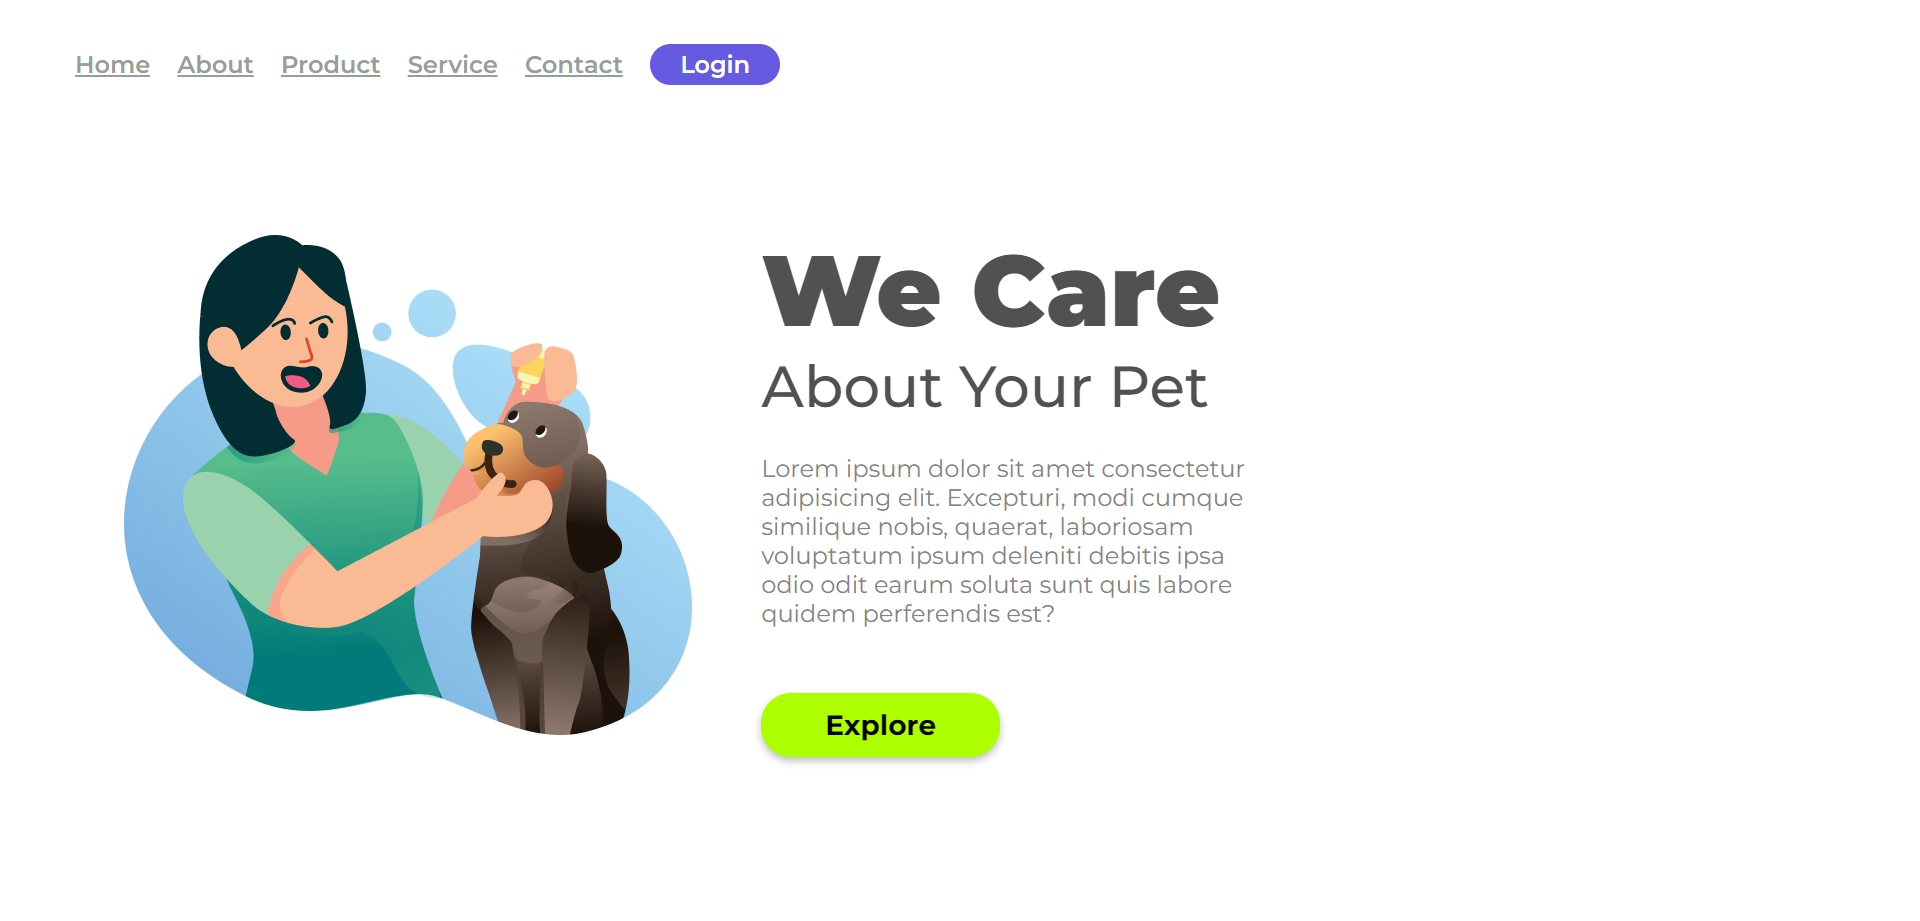 Home About Product Service Contact Login
We Care
About Your Pet
Lorem ipsum dolor sit amet consectetur
adipisicing elit. Excepturi, modi cumque
similique nobis, quaerat, laboriosam
voluptatum ipsum deleniti debitis ipsa
odio odit earum soluta sunt quis labore
quidem perferendis est?
Explore